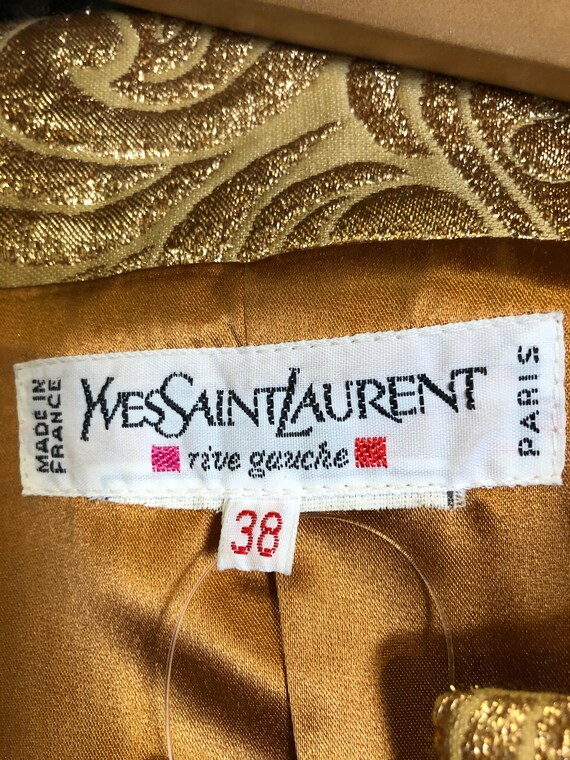 MADE IN
FRANCE
YVESSAINTLAURENT
rive gauche
PARIS
38